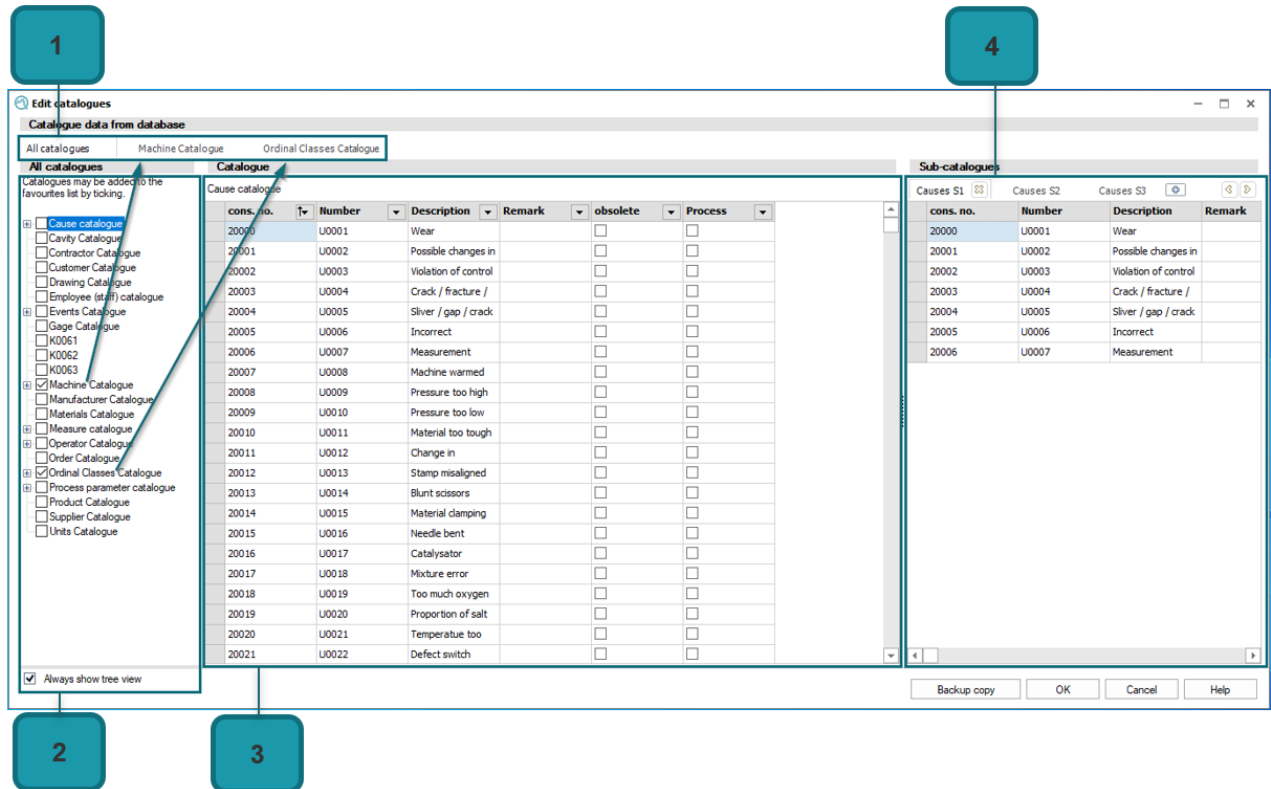 1
4
Edit catalogues
Catalogue data from database
All catalogues Machine Catalogue Ordinal Classes Catalogue
All catalogues
Catalogues may be added to the
favourites list by ticking.
Cause catalogue
Cavity Catalogue
Contractor Catalogue
Customer Catalogue
Drawing Catalogue
Employee (staff) catalogue
Events Catalogue
Gage Catalogue
K0061
K0062
K0063
Machine Catalogue
Manufacturer Catalogue
Materials Catalogue
Measure catalogue
Operator Catalogue
Order Catalogue
Ordinal Classes Catalogue
Process parameter catalogue
Product Catalogue
Supplier Catalogue
Units Catalogue
Always show tree view
Catalogue
Cause catalogue
cons. no. Number Description Remark obsolete Process
20000 U0001 Wear
20001 U0002 Possible changes in
20002 U0003 Violation of control
20003 U0004 Crack / fracture /
20004 U0005 Sliver / gap / crack
20005 U0006 Incorrect
20006 U0007 Measurement
20007 U0008 Machine warmed
20008 U0009 Pressure too high
20009 U0010 Pressure too low
20010 U0011 Material too tough
20011 U0012 Change in
20012 U0013 Stamp misaligned
20013 U0014 Blunt scissors
20014 U0015 Material clamping
20015 U0016 Needle bent
20016 U0017 Catalysator
20017 U0018 Mixture error
20018 U0019 Too much oxygen
20019 U0020 Proportion of salt
20020 U0021 Temperatue too
20021 U0022 Defect switch
Sub-catalogues
Causes S1 Causes S2 Causes S3
cons. no. Number Description Remark
20000 U0001 Wear
20001 U0002 Possible changes in
20002 U0003 Violation of control
20003 U0004 Crack / fracture /
20004 U0005 Sliver / gap / crack
20005 U0006 Incorrect
20006 U0007 Measurement
Backup copy OK Cancel Help
2
3